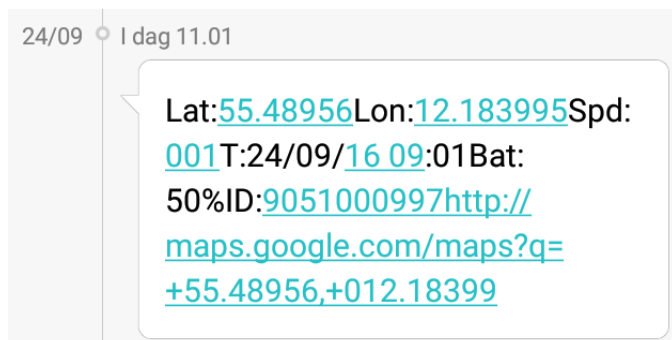 24/09 I dag 11.01
Lat:55.48956Lon:12.183995Spd:
001T:24/09/16 09:01Bat:
50%ID:9051000997http://
maps.google.com/maps?q=
+55.48956,+012.18399